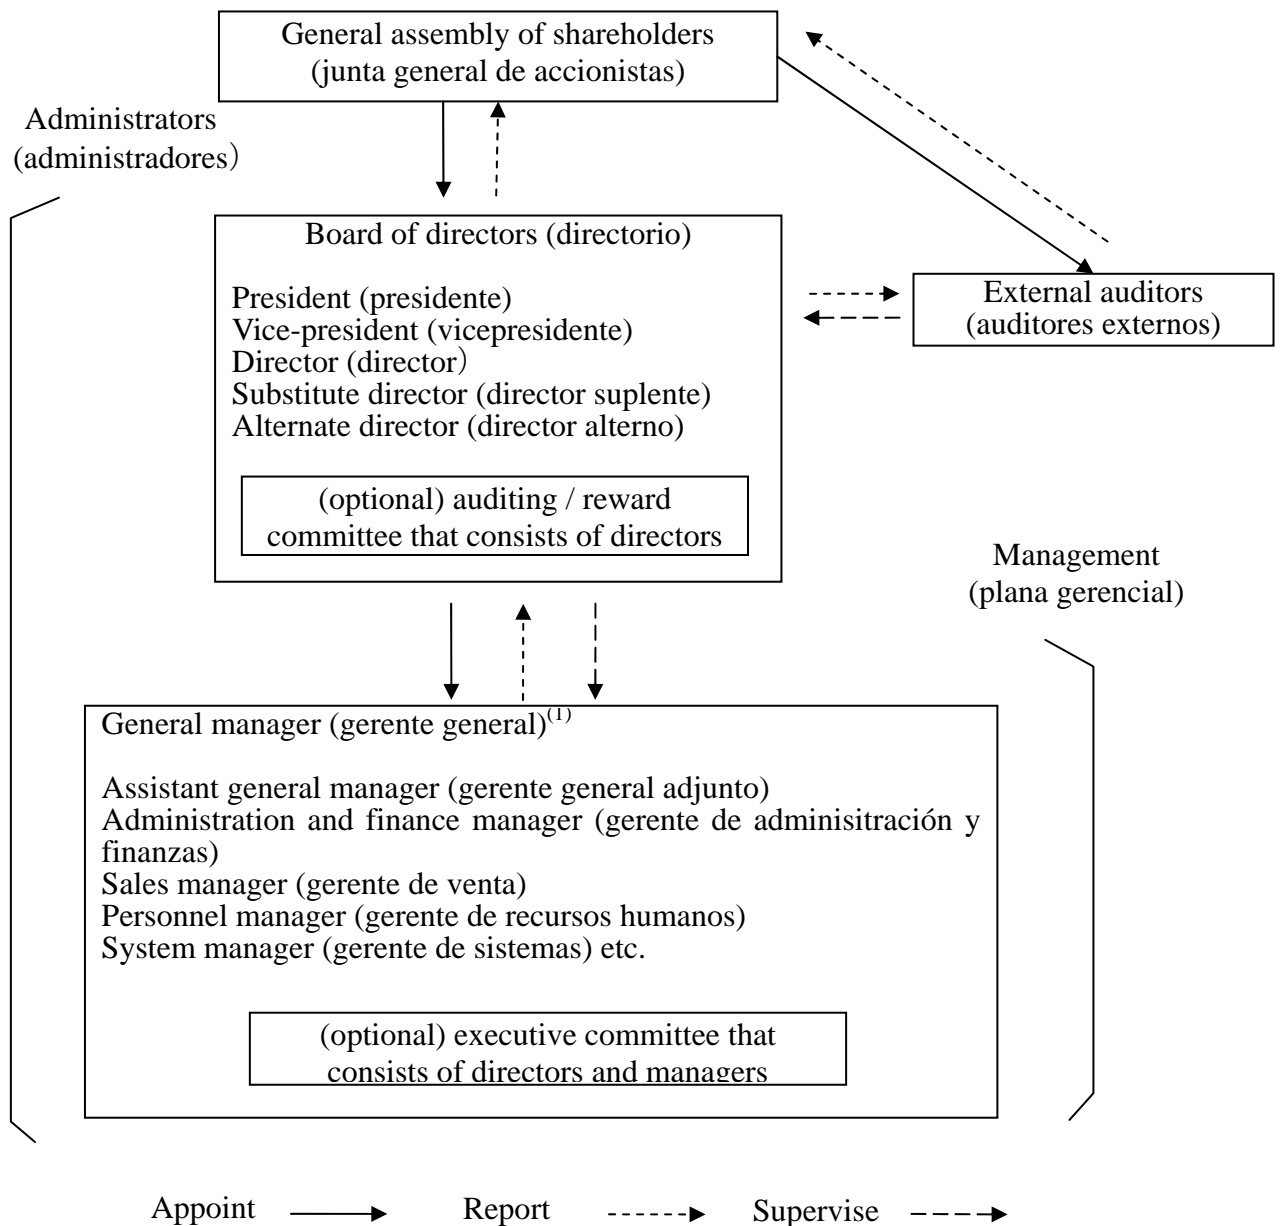 General assembly of shareholders
(junta general de accionistas)
Administrators
(administradores)
Board of directors (directorio)
President (presidente)
Vice-president (vicepresidente)
Director (director)
Substitute director (director suplente)
Alternate director (director alterno)
(optional) auditing / reward
committee that consists of directors
External auditors
(auditores externos)
Management
(plana gerencial)
General manager (gerente general)(1)
Assistant general manager (gerente general adjunto)
Administration and finance manager (gerente de adminisitración y
finanzas)
Sales manager (gerente de venta)
Personnel manager (gerente de recursos humanos)
System manager (gerente de sistemas) etc.
(optional) executive committee that
consists of directors and managers
Appoint Report Supervise